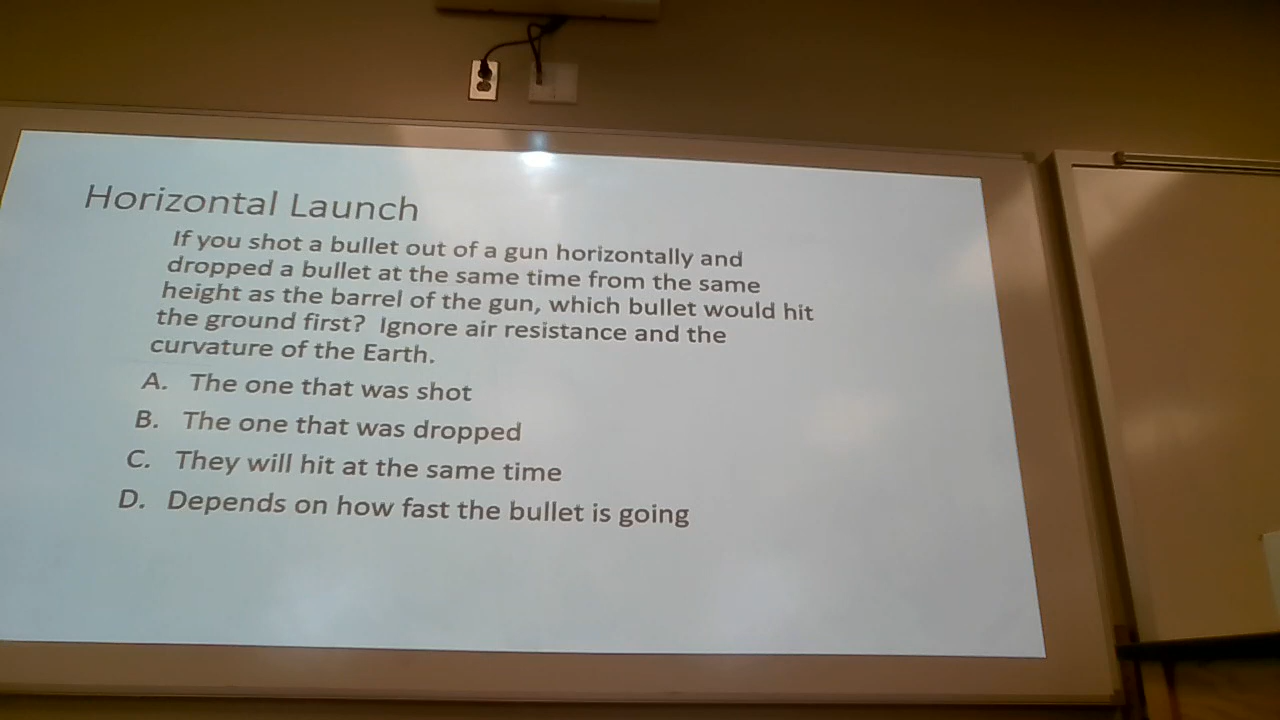 Horizontal Launch
If you shot a bullet out of a gun horizontally and
dropped a bullet at the same time from the same
height as the barrel of the gun, which bullet would hit
the ground first? Ignore air resistance and the
curvature of the Earth.
A. The one that was shot
B. The one that was dropped
C. They will hit at the same time
D. Depends on how fast the bullet is going